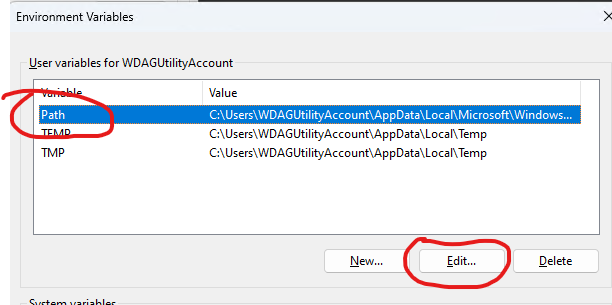 Environment Variables
User variables for WDAGUtilityAccount
Variable Value
Path C:\Users\WDAGUtilityAccount\AppData\Local\Microsoft\Windows...
TEMP C:\Users\WDAGUtilityAccount\AppData\Local\Temp
TMP C:\Users\WDAGUtilityAccount\AppData\Local\Temp
New... Edit... Delete
System variables